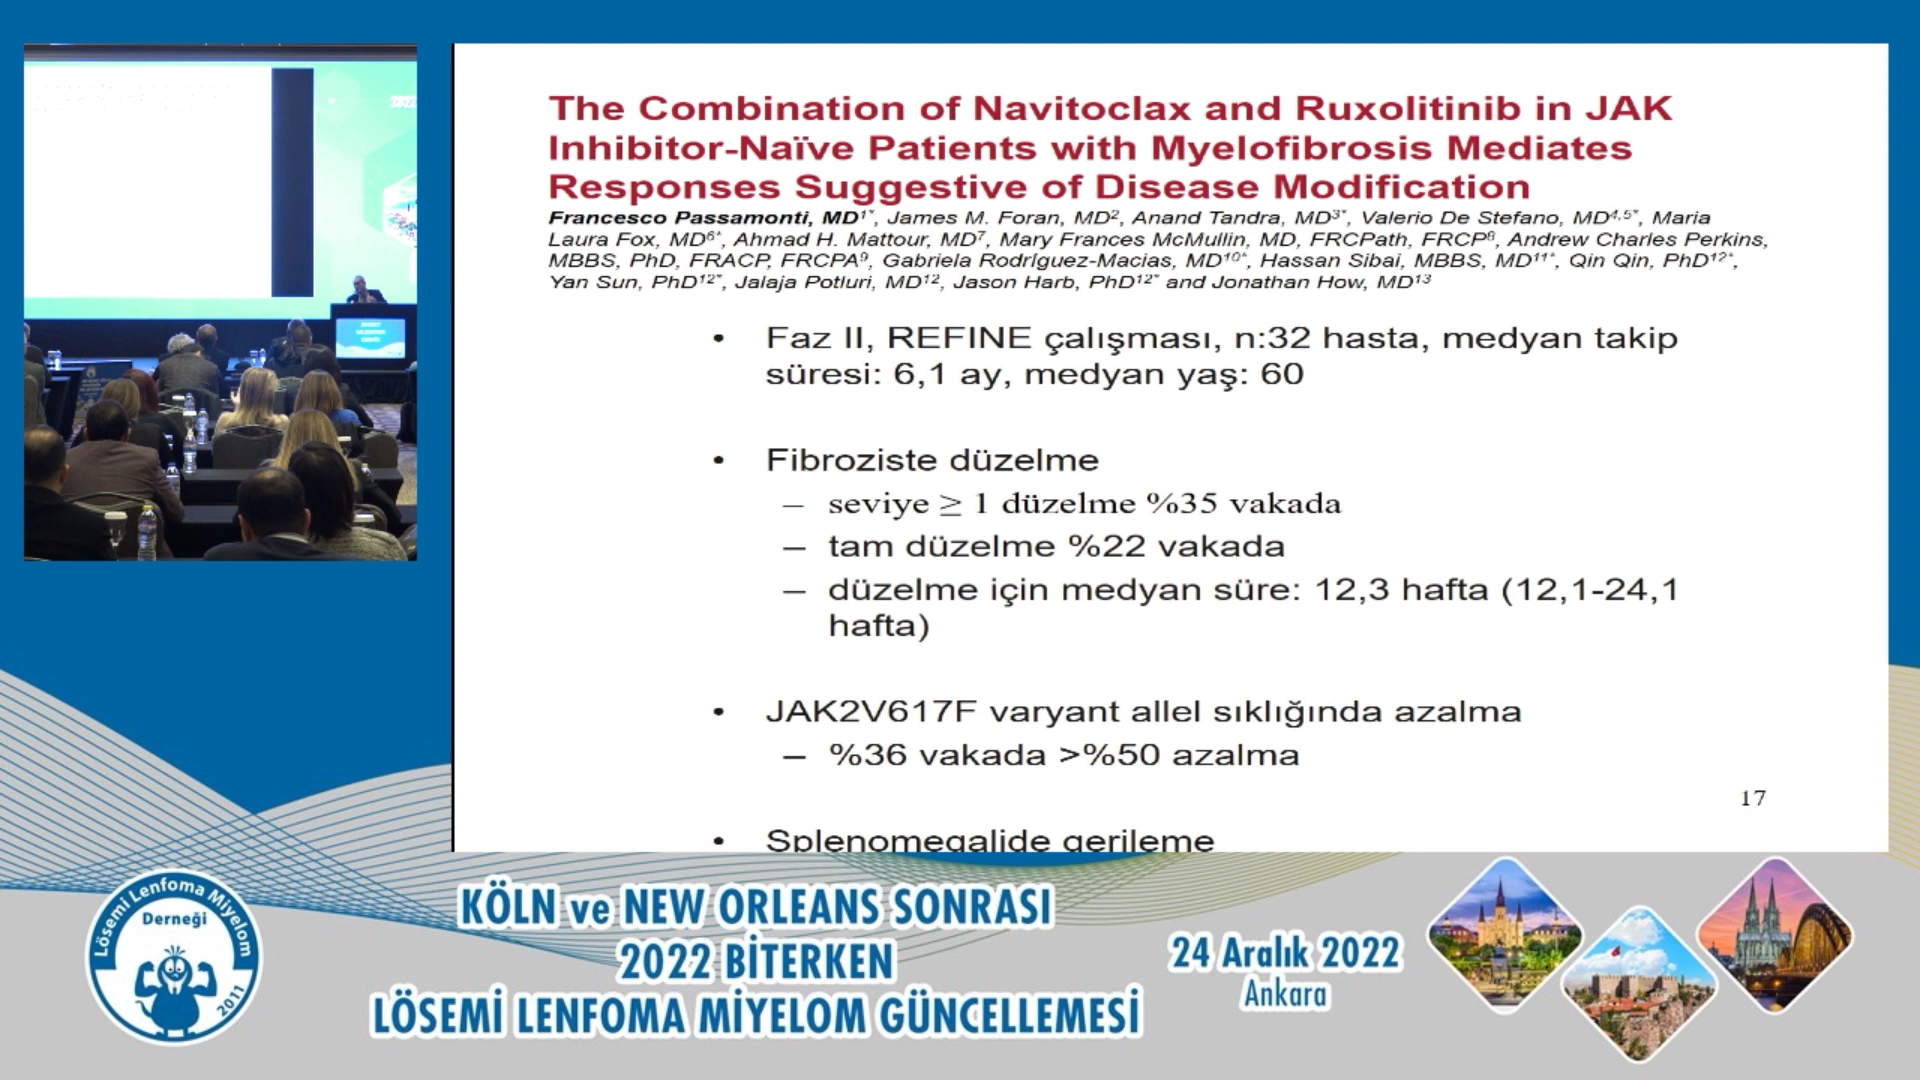 The Combination of Navitoclax and Ruxolitinib in JAK
Inhibitor-Naïve Patients with Myelofibrosis Mediates
Responses Suggestive of Disease Modification
Francesco Passamonti, MD1*, James M. Foran, MD2, Anand Tandra, MD3*, Valerio De Stefano, MD4,5*, Maria
Laura Fox, MD6*, Ahmad H. Mattour, MD7, Mary Frances McMullin, MD, FRCPath, FRCP8, Andrew Charles Perkins,
MBBS, PhD, FRACP, FRCPA9, Gabriela Rodríguez-Macias, MD10*, Hassan Sibai, MBBS, MD11*, Qin Qin, PhD12*,
Yan Sun, PhD12*, Jalaja Potluri, MD12, Jason Harb, PhD12* and Jonathan How, MD13
• Faz II, REFINE çalışması, n:32 hasta, medyan takip
süresi: 6,1 ay, medyan yaş: 60
• Fibroziste düzelme
– seviye ≥ 1 düzelme %35 vakada
– tam düzelme %22 vakada
– düzelme için medyan süre: 12,3 hafta (12,1-24,1
hafta)
• JAK2V617F varyant allel sıklığında azalma
– %36 vakada >%50 azalma
17
• Splenomegalide gerileme
Lösemi Lenfoma Miyelom
Derneği
2011
KÖLN ve NEW ORLEANS SONRASI
2022 BİTERKEN
LÖSEMİ LENFOMA MİYELOM GÜNCELLEMESİ
24 Aralık 2022
Ankara